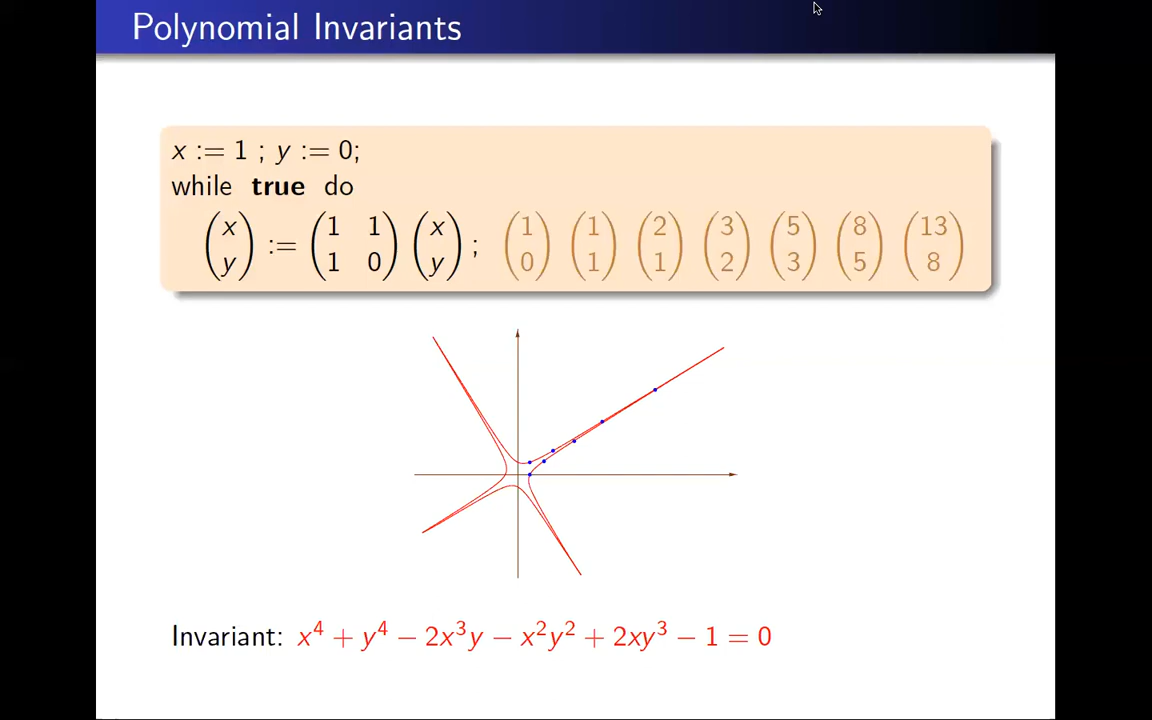 Polynomial Invariants
x := 1 ; y := 0;
while true do
(x y) := (1 1 1 0) (x y) ; (1 0) (1 1) (2 1) (3 2) (5 3) (8 5) (13 8)
Invariant: x⁴ + y⁴ − 2x³y − x²y² + 2xy³ − 1 = 0